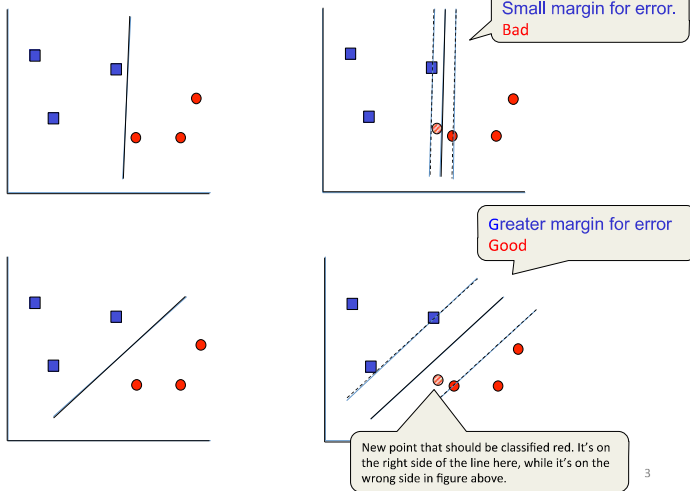 Small margin for error.
Bad
Greater margin for error
Good
New point that should be classified red. It's on
the right side of the line here, while it's on the
wrong side in figure above.
3